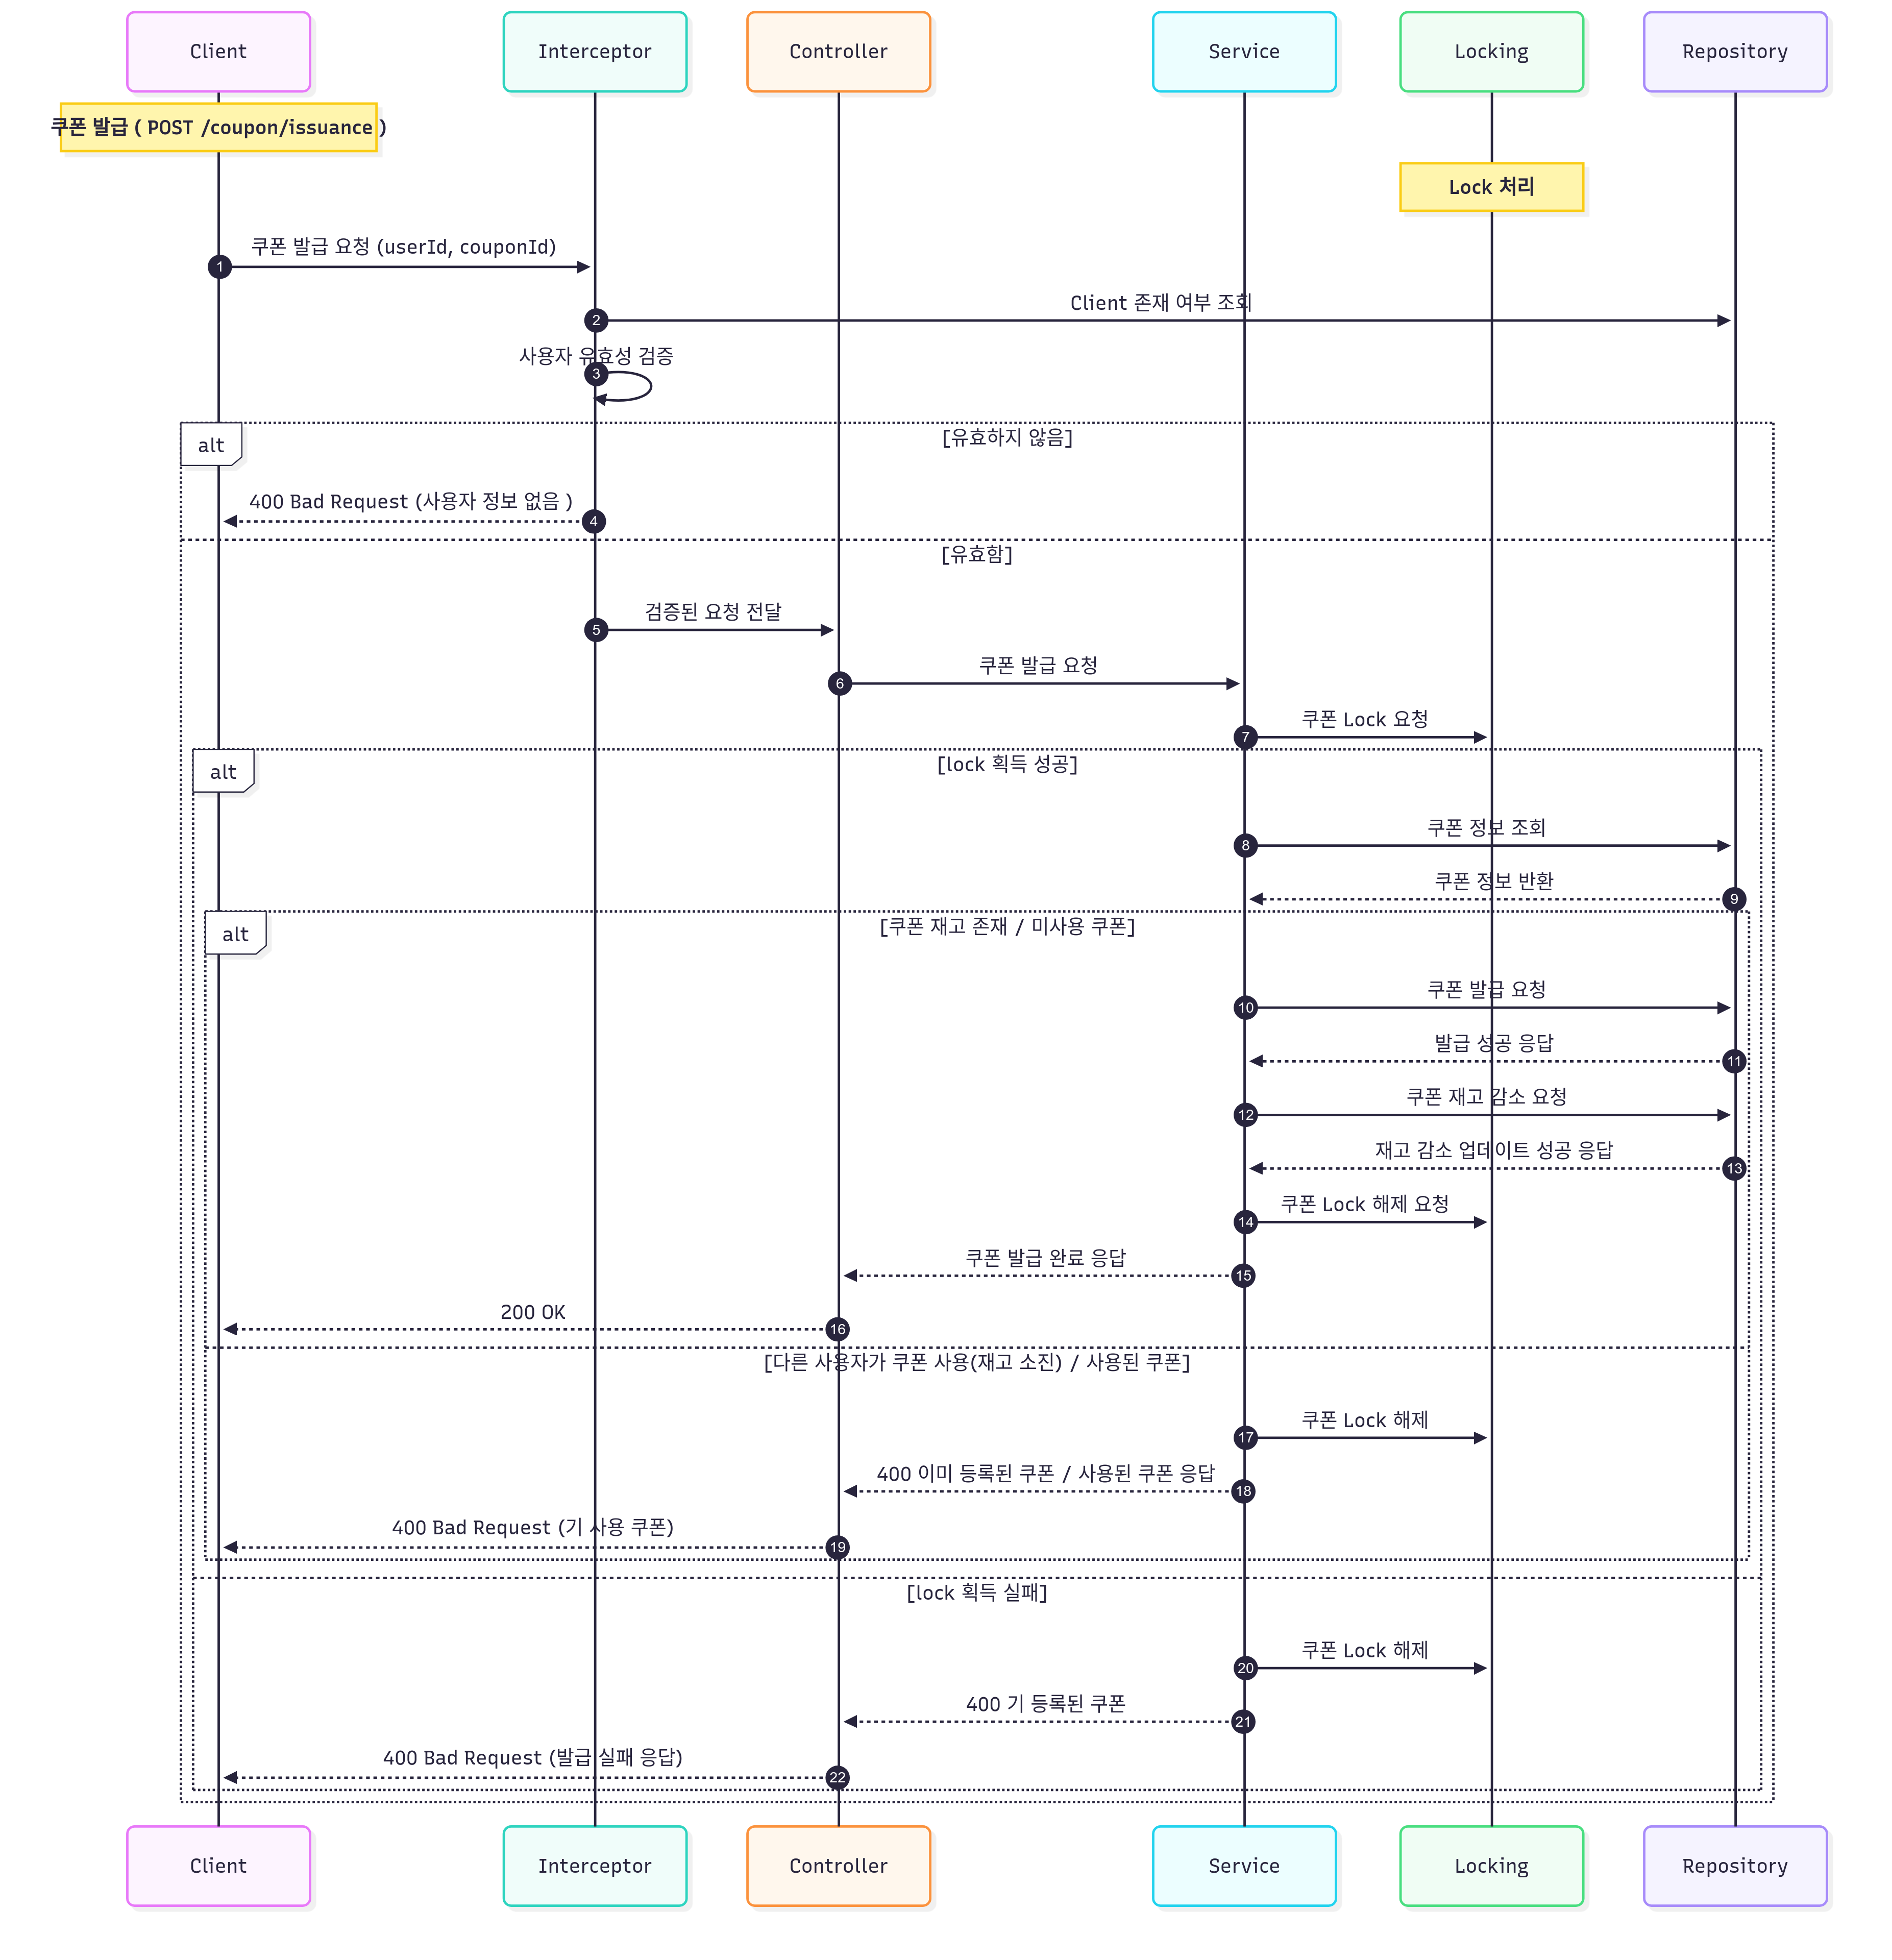 Client
Interceptor
Controller
Service
Locking
Repository
쿠폰 발급 ( POST /coupon/issuance )
Lock 처리
쿠폰 발급 요청 (userId, couponId)
1
Client 존재 여부 조회
2
사용자 유효성 검증
3
alt
[유효하지 않음]
400 Bad Request (사용자 정보 없음 )
4
[유효함]
검증된 요청 전달
5
쿠폰 발급 요청
6
쿠폰 Lock 요청
7
alt
[lock 획득 성공]
쿠폰 정보 조회
8
쿠폰 정보 반환
9
alt
[쿠폰 재고 존재 / 미사용 쿠폰]
쿠폰 발급 요청
10
발급 성공 응답
11
쿠폰 재고 감소 요청
12
재고 감소 업데이트 성공 응답
13
쿠폰 Lock 해제 요청
14
쿠폰 발급 완료 응답
15
200 OK
16
[다른 사용자가 쿠폰 사용(재고 소진) / 사용된 쿠폰]
쿠폰 Lock 해제
17
400 이미 등록된 쿠폰 / 사용된 쿠폰 응답
18
400 Bad Request (기 사용 쿠폰)
19
[lock 획득 실패]
쿠폰 Lock 해제
20
400 기 등록된 쿠폰
21
400 Bad Request (발급 실패 응답)
22
Client
Interceptor
Controller
Service
Locking
Repository